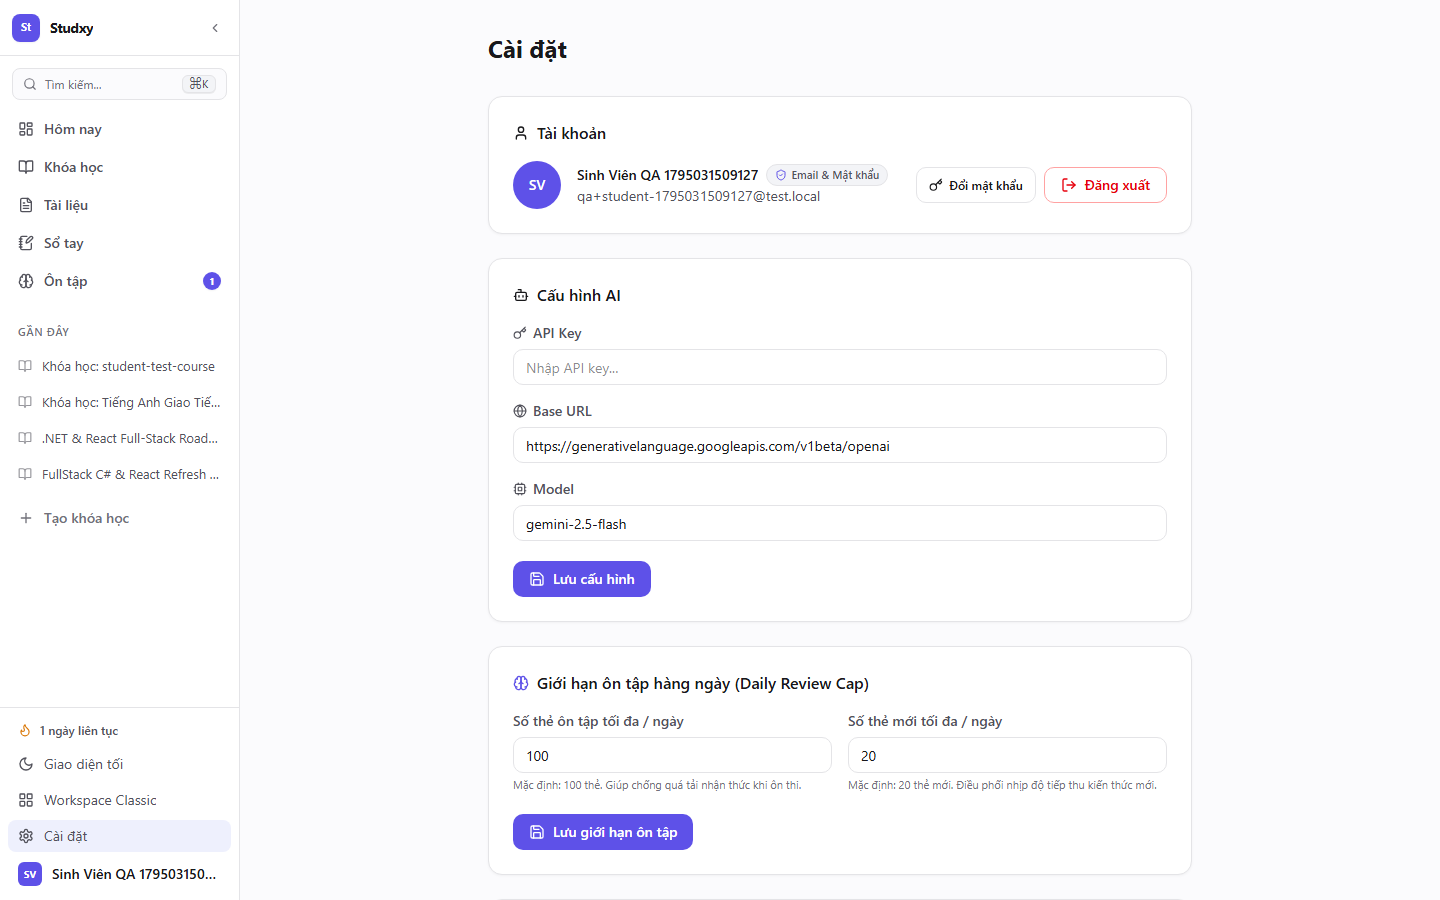 St Studxy
Tìm kiếm... ⌘K
Hôm nay
Khóa học
Tài liệu
Sổ tay
Ôn tập 1
GẦN ĐÂY
Khóa học: student-test-course
Khóa học: Tiếng Anh Giao Tiế...
.NET & React Full-Stack Road...
FullStack C# & React Refresh ...
Tạo khóa học
1 ngày liên tục
Giao diện tối
Workspace Classic
Cài đặt
SV Sinh Viên QA 179503150...
Cài đặt
Tài khoản
SV
Sinh Viên QA 1795031509127 Email & Mật khẩu
qa+student-1795031509127@test.local
Đổi mật khẩu
Đăng xuất
Cấu hình AI
API Key
Nhập API key...
Base URL
https://generativelanguage.googleapis.com/v1beta/openai
Model
gemini-2.5-flash
Lưu cấu hình
Giới hạn ôn tập hàng ngày (Daily Review Cap)
Số thẻ ôn tập tối đa / ngày
100
Mặc định: 100 thẻ. Giúp chống quá tải nhận thức khi ôn thi.
Số thẻ mới tối đa / ngày
20
Mặc định: 20 thẻ mới. Điều phối nhịp độ tiếp thu kiến thức mới.
Lưu giới hạn ôn tập